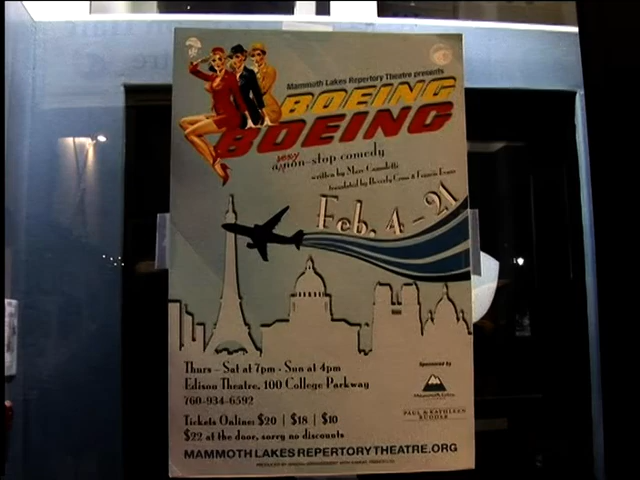 Mammoth Lakes Repertory Theatre presents
BOEING
BOEING
a sexy non-stop comedy
written by Marc Camoletti
translated by Beverly Cross & Francis Evans
Feb. 4 - 21
Thurs - Sat at 7pm - Sun at 4pm
Edison Theatre, 100 College Parkway
760-934-6592
Tickets Online: $20 | $18 | $10
$22 at the door, sorry no discounts
MAMMOTHLAKESREPERTORYTHEATRE.ORG
Sponsored by
Mammoth Lakes
PAUL & KATHLEEN
RUDDER